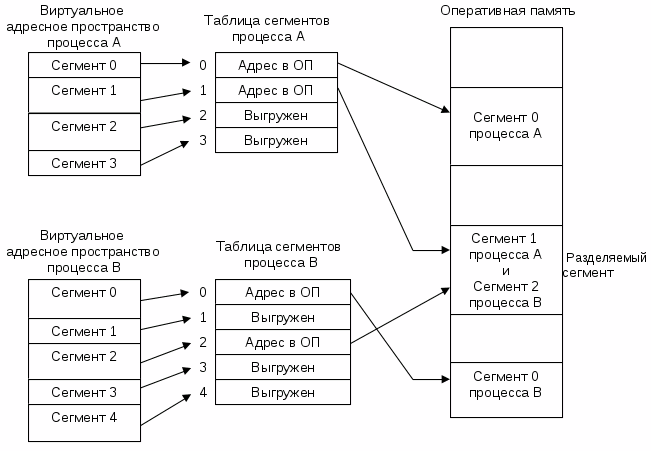 Виртуальное
адресное пространство
процесса A
Сегмент 0
Сегмент 1
Сегмент 2
Сегмент 3
Таблица сегментов
процесса A
0 Адрес в ОП
1 Адрес в ОП
2 Выгружен
3 Выгружен
Оперативная память
Сегмент 0
процесса A
Сегмент 1
процесса A
и
Сегмент 2
процесса B
Разделяемый
сегмент
Сегмент 0
процесса B
Виртуальное
адресное пространство
процесса B
Сегмент 0
Сегмент 1
Сегмент 2
Сегмент 3
Сегмент 4
Таблица сегментов
процесса B
0 Адрес в ОП
1 Выгружен
2 Адрес в ОП
3 Выгружен
4 Выгружен